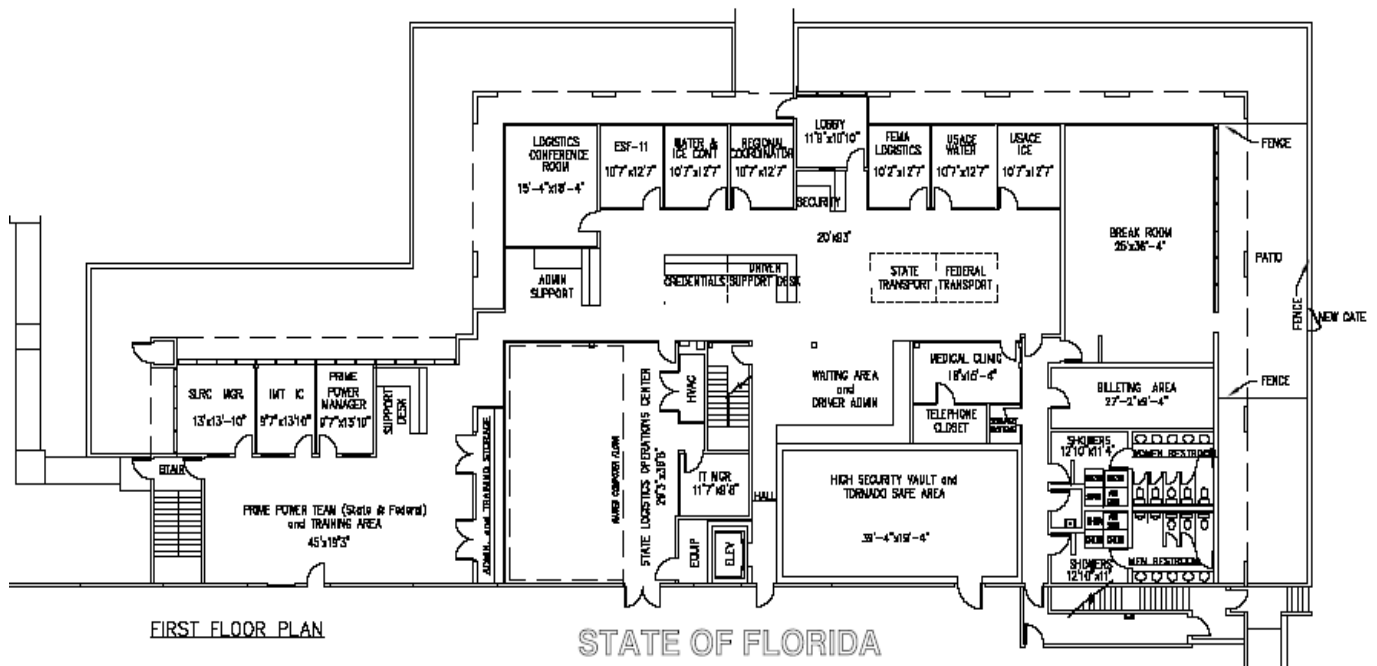 LOBBY
11'8"x10'10"
LOGISTICS
CONFERENCE
ROOM
15'-4"x18'-4"
ESF-11
10'7"x12'7"
WATER &
ICE CONT
10'7"x12'7"
REGIONAL
COORDINATOR
10'7"x12'7"
FEMA
LOGISTICS
10'2"x12'7"
USACE
WATER
10'7"x12'7"
USACE
ICE
10'7"x12'7"
FENCE
SECURITY
20'x93'
BREAK ROOM
25'x36'-4"
PATIO
ADMIN
SUPPORT
CREDENTIALS
DRIVER
SUPPORT DESK
STATE
TRANSPORT
FEDERAL
TRANSPORT
FENCE
NEW GATE
SLRC MGR.
13'x13'-10"
IMT IC
9'7"x13'10"
PRIME
POWER
MANAGER
9'7"x13'10"
SUPPORT
DESK
HVAC
WAITING AREA
and
DRIVER ADMIN
MEDICAL CLINIC
18'x15'-4"
TELEPHONE
CLOSET
BILLETING AREA
27'-2"x9'-4"
FENCE
STAIR
PRIME POWER TEAM (State & Federal)
and TRAINING AREA
45'x19'3"
ADMIN. and TRAINING STORAGE
RAISED COMPUTER FLOOR
STATE LOGISTICS OPERATIONS CENTER
IT MGR
11'7"x9'8"
HALL
HIGH SECURITY VAULT and
TORNADO SAFE AREA
39'-4"x19'-4"
SHOWERS
12'10"x11'4"
WOMEN RESTROOM
EQUIP
ELEV
SHOWERS
12'10"x11'
MEN RESTROOM
FIRST FLOOR PLAN
STATE OF FLORIDA